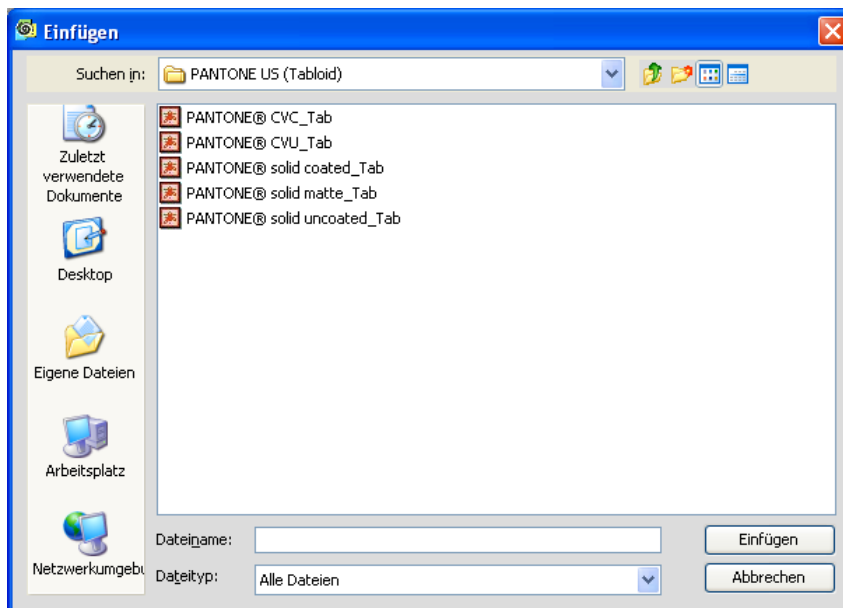 Einfügen
Suchen in:
PANTONE US (Tabloid)
Zuletzt
verwendete
Dokumente
Desktop
Eigene Dateien
Arbeitsplatz
Netzwerkumgebu
PANTONE® CVC_Tab
PANTONE® CVU_Tab
PANTONE® solid coated_Tab
PANTONE® solid matte_Tab
PANTONE® solid uncoated_Tab
Dateiname:
Einfügen
Dateityp:
Alle Dateien
Abbrechen